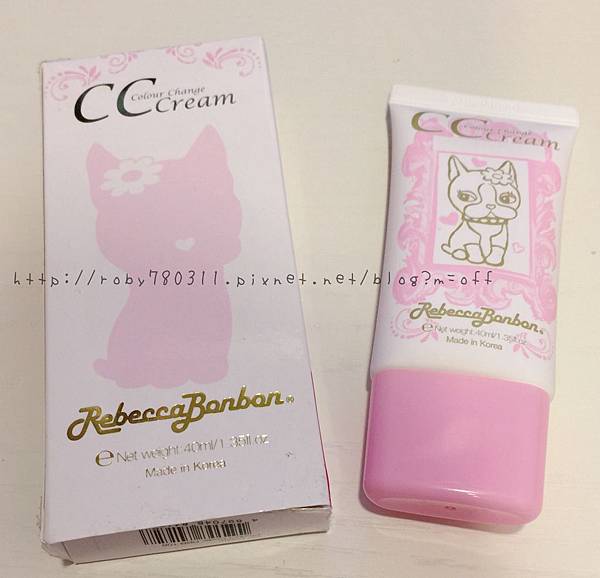 CC Cream
Colour Change
http://roby780311.pixnet.net/blog?m=off
RebeccaBonbon
e Net weight:40ml/1.35fl.oz
Made in Korea
CC Cream
Colour Change
RebeccaBonbon
e Net weight:40ml/1.35fl.oz
Made in Korea